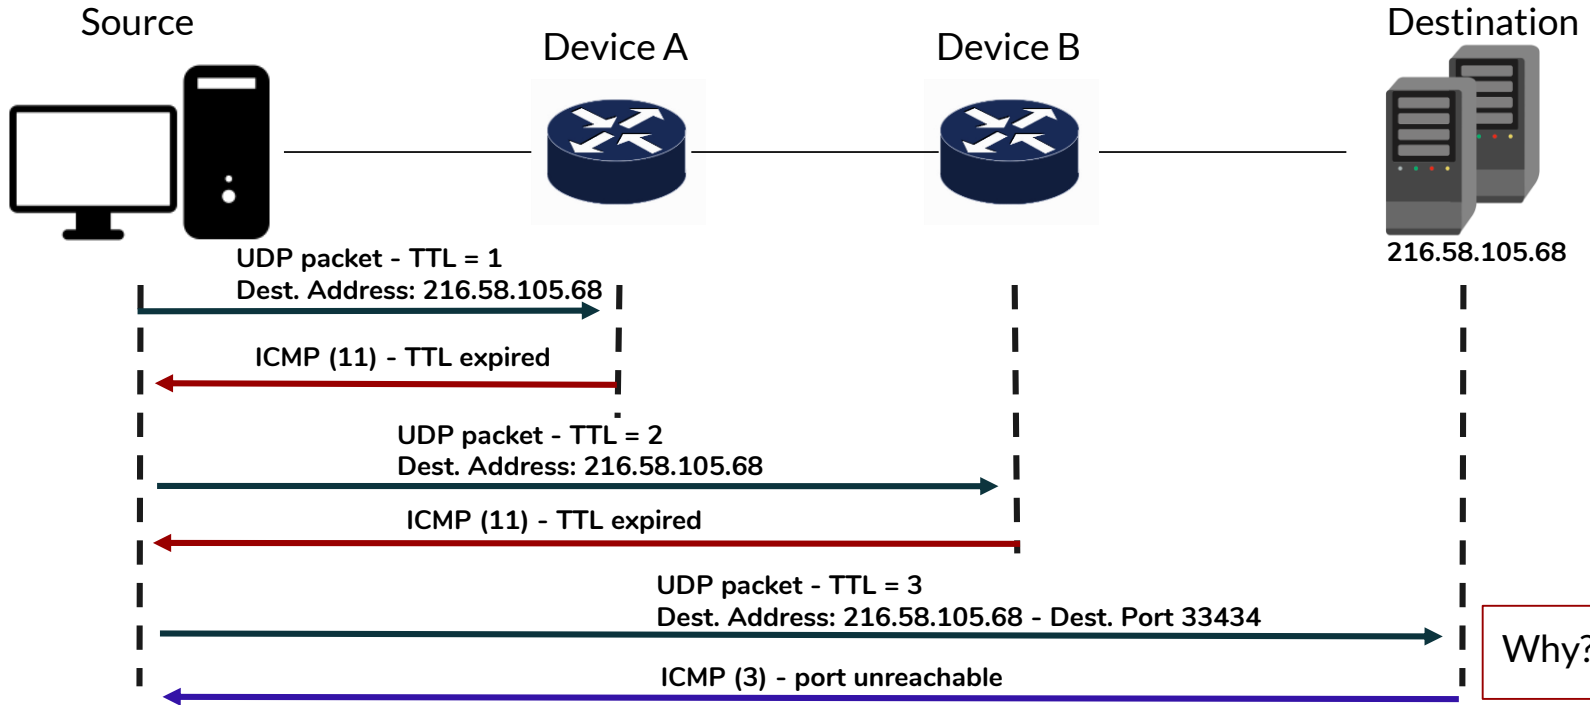 Source
Device A
Device B
Destination
216.58.105.68
UDP packet - TTL = 1
Dest. Address: 216.58.105.68
ICMP (11) - TTL expired
UDP packet - TTL = 2
Dest. Address: 216.58.105.68
ICMP (11) - TTL expired
UDP packet - TTL = 3
Dest. Address: 216.58.105.68 - Dest. Port 33434
Why?
ICMP (3) - port unreachable